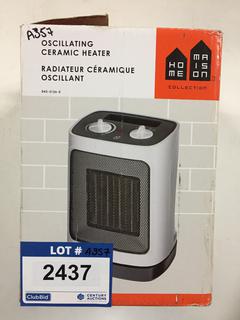 A357
OSCILLATING
CERAMIC HEATER
RADIATEUR CÉRAMIQUE
OSCILLANT
HOME
MAISON
COLLECTION
LOT # A357
2437
ClubBid
CENTURY
AUCTIONS